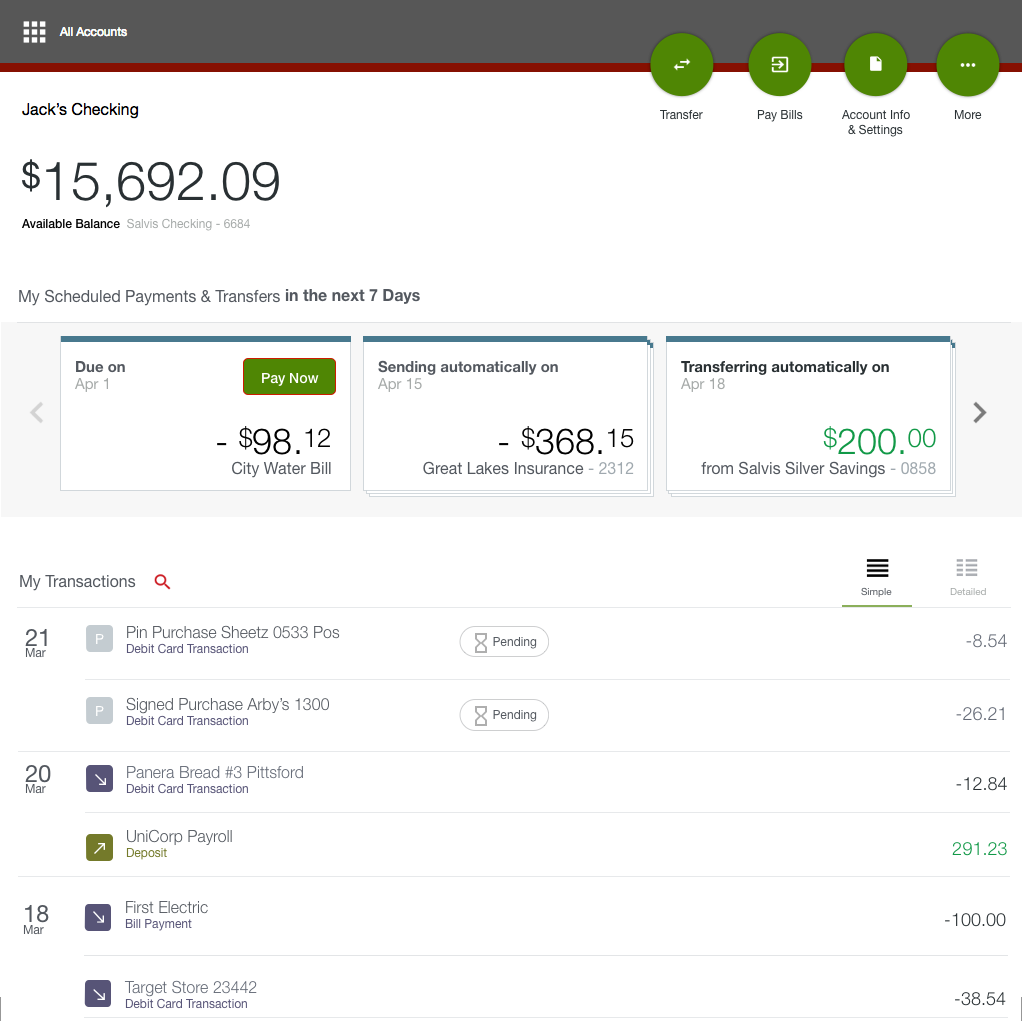 All Accounts
Transfer
Pay Bills
Account Info
& Settings
More
Jack's Checking
$15,692.09
Available Balance Salvis Checking - 6684
My Scheduled Payments & Transfers in the next 7 Days
Due on
Apr 1
Pay Now
- $98.12
City Water Bill
Sending automatically on
Apr 15
- $368.15
Great Lakes Insurance - 2312
Transferring automatically on
Apr 18
$200.00
from Salvis Silver Savings - 0858
My Transactions
Simple
Detailed
21
Mar
P
Pin Purchase Sheetz 0533 Pos
Debit Card Transaction
Pending
-8.54
P
Signed Purchase Arby's 1300
Debit Card Transaction
Pending
-26.21
20
Mar
Panera Bread #3 Pittsford
Debit Card Transaction
-12.84
UniCorp Payroll
Deposit
291.23
18
Mar
First Electric
Bill Payment
-100.00
Target Store 23442
Debit Card Transaction
-38.54